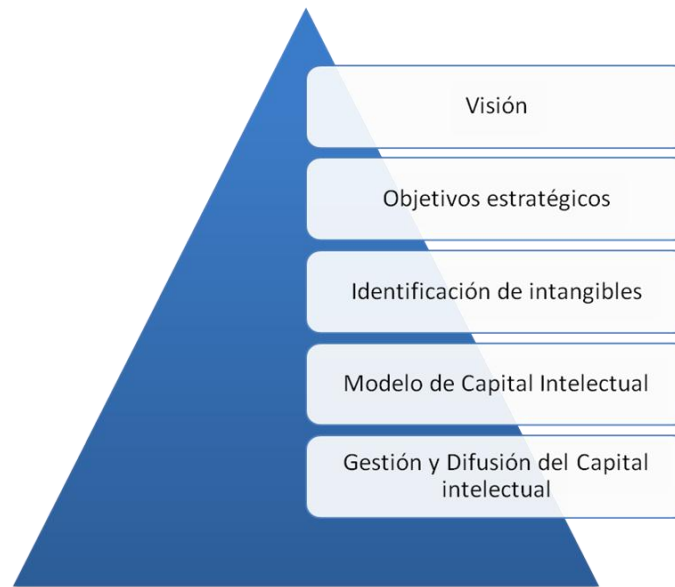 Visión
Objetivos estratégicos
Identificación de intangibles
Modelo de Capital Intelectual
Gestión y Difusión del Capital
intelectual